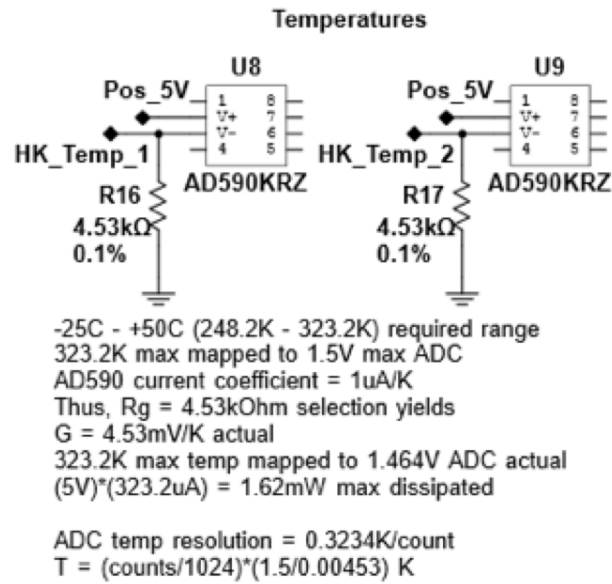 Temperatures
U8
Pos_5V
1
V+
V-
4
8
7
6
5
HK_Temp_1
AD590KRZ
R16
4.53kΩ
0.1%
U9
Pos_5V
1
V+
V-
4
8
7
6
5
HK_Temp_2
AD590KRZ
R17
4.53kΩ
0.1%
-25C - +50C (248.2K - 323.2K) required range
323.2K max mapped to 1.5V max ADC
AD590 current coefficient = 1uA/K
Thus, Rg = 4.53kOhm selection yields
G = 4.53mV/K actual
323.2K max temp mapped to 1.464V ADC actual
(5V)*(323.2uA) = 1.62mW max dissipated
ADC temp resolution = 0.3234K/count
T = (counts/1024)*(1.5/0.00453) K